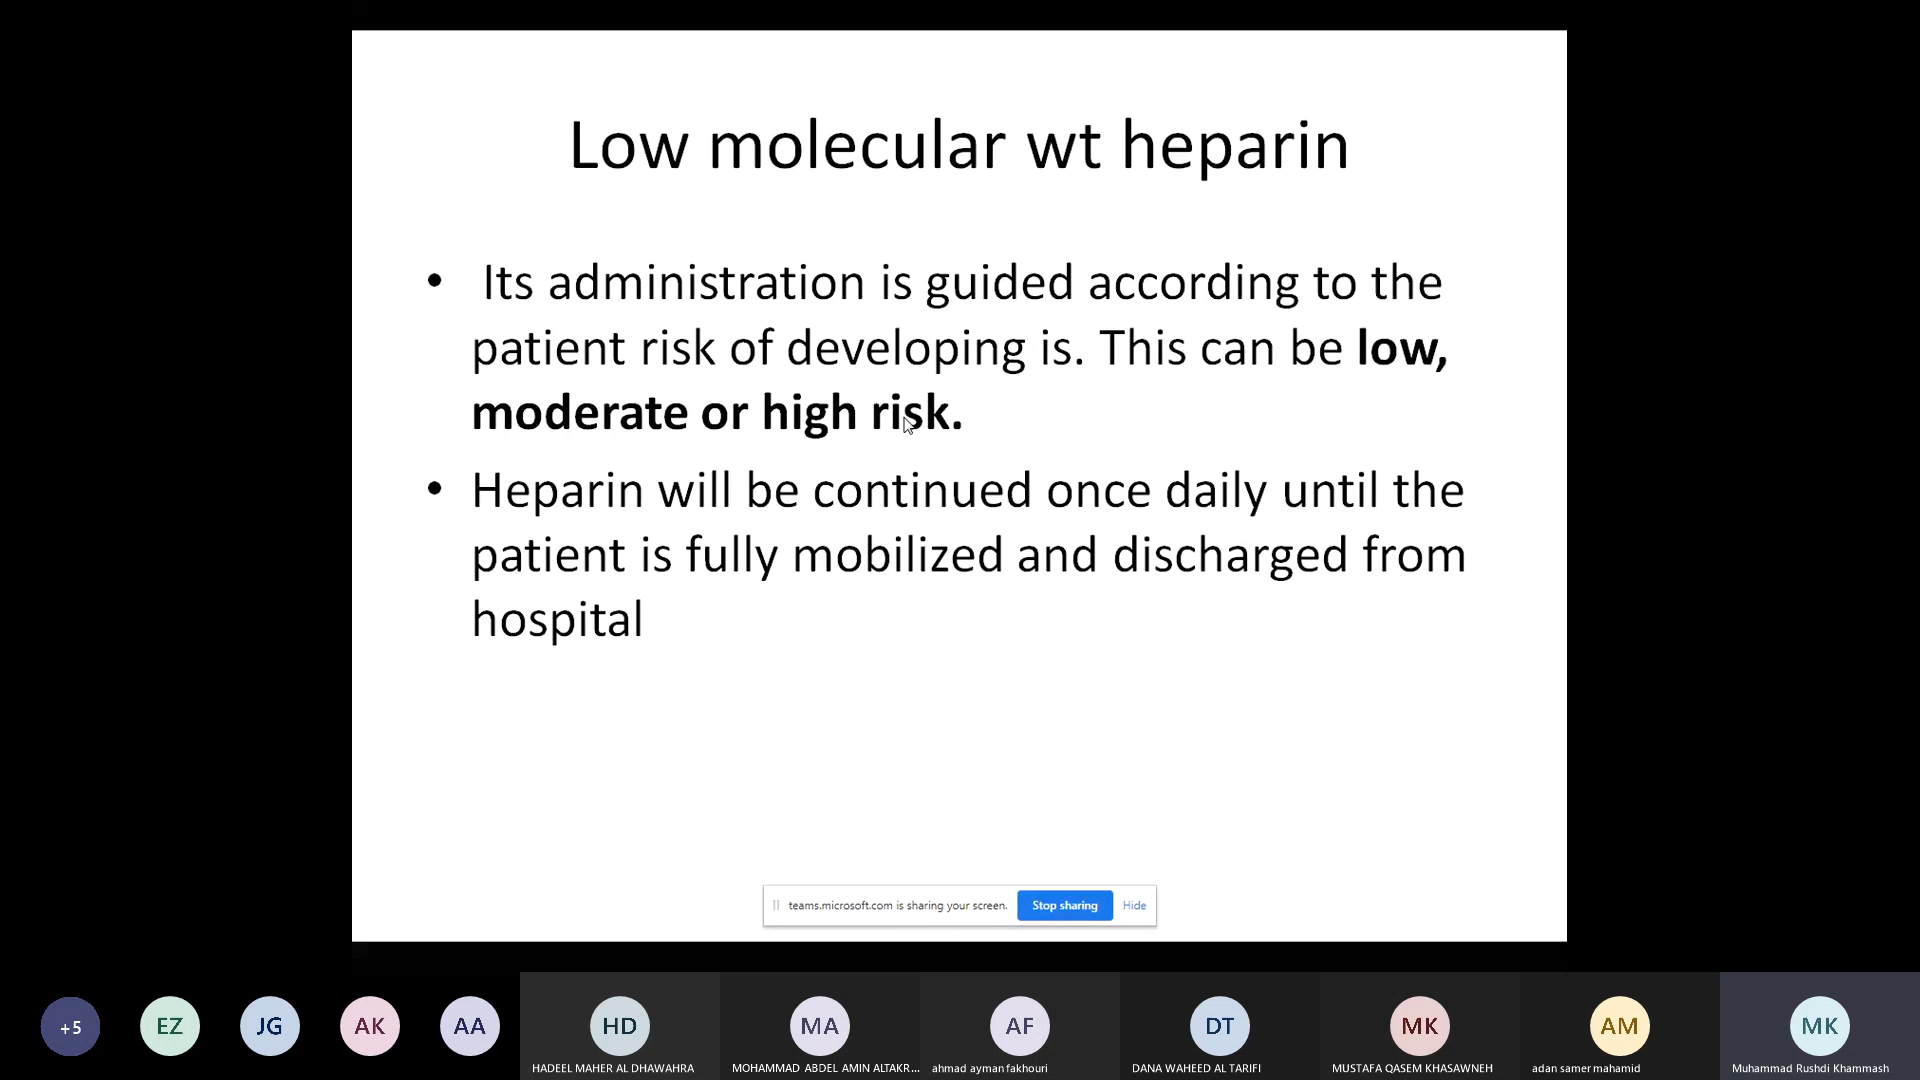 Low molecular wt heparin
• Its administration is guided according to the
patient risk of developing is. This can be low,
moderate or high risk.
• Heparin will be continued once daily until the
patient is fully mobilized and discharged from
hospital
teams.microsoft.com is sharing your screen. Stop sharing Hide
+5 EZ JG AK AA HD MA AF DT MK AM MK
HADEEL MAHER AL DHAWAHRA MOHAMMAD ABDEL AMIN ALTAKR... ahmad ayman fakhouri DANA WAHEED AL TARIFI MUSTAFA QASEM KHASAWNEH adan samer mahamid Muhammad Rushdi Khammash